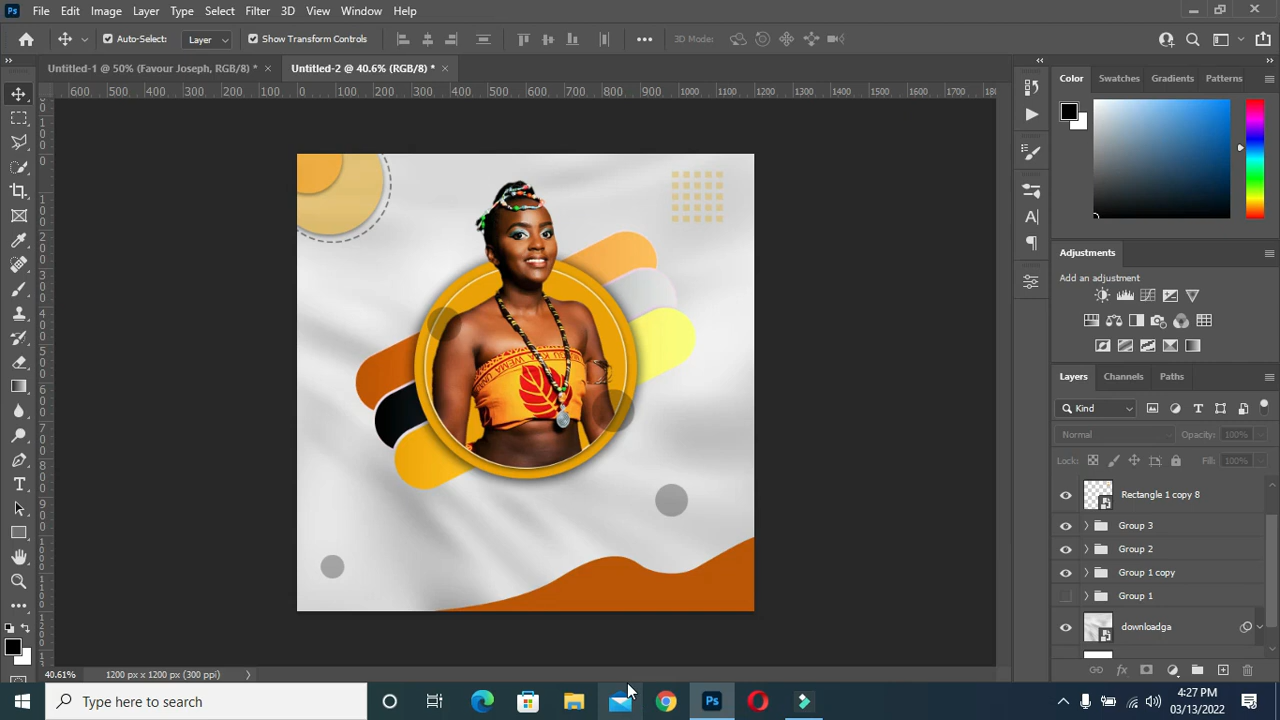 Ps File Edit Image Layer Type Select Filter 3D View Window Help
Auto-Select: Layer Show Transform Controls ••• 3D Mode:
Untitled-1 @ 50% (Favour Joseph, RGB/8) * × Untitled-2 @ 40.6% (RGB/8) * ×
600 500 400 300 200 100 0 100 200 300 400 500 600 700 800 900 1000 1100 1200 1300 1400 1500 1600 1700
Color Swatches Gradients Patterns
Adjustments
Add an adjustment
Layers Channels Paths
Kind
Normal Opacity: 100%
Lock: Fill: 100%
Rectangle 1 copy 8
Group 3
Group 2
Group 1 copy
Group 1
downloadga
40.61% 1200 px x 1200 px (300 ppi)
Type here to search
Ps
4:27 PM
03/13/2022